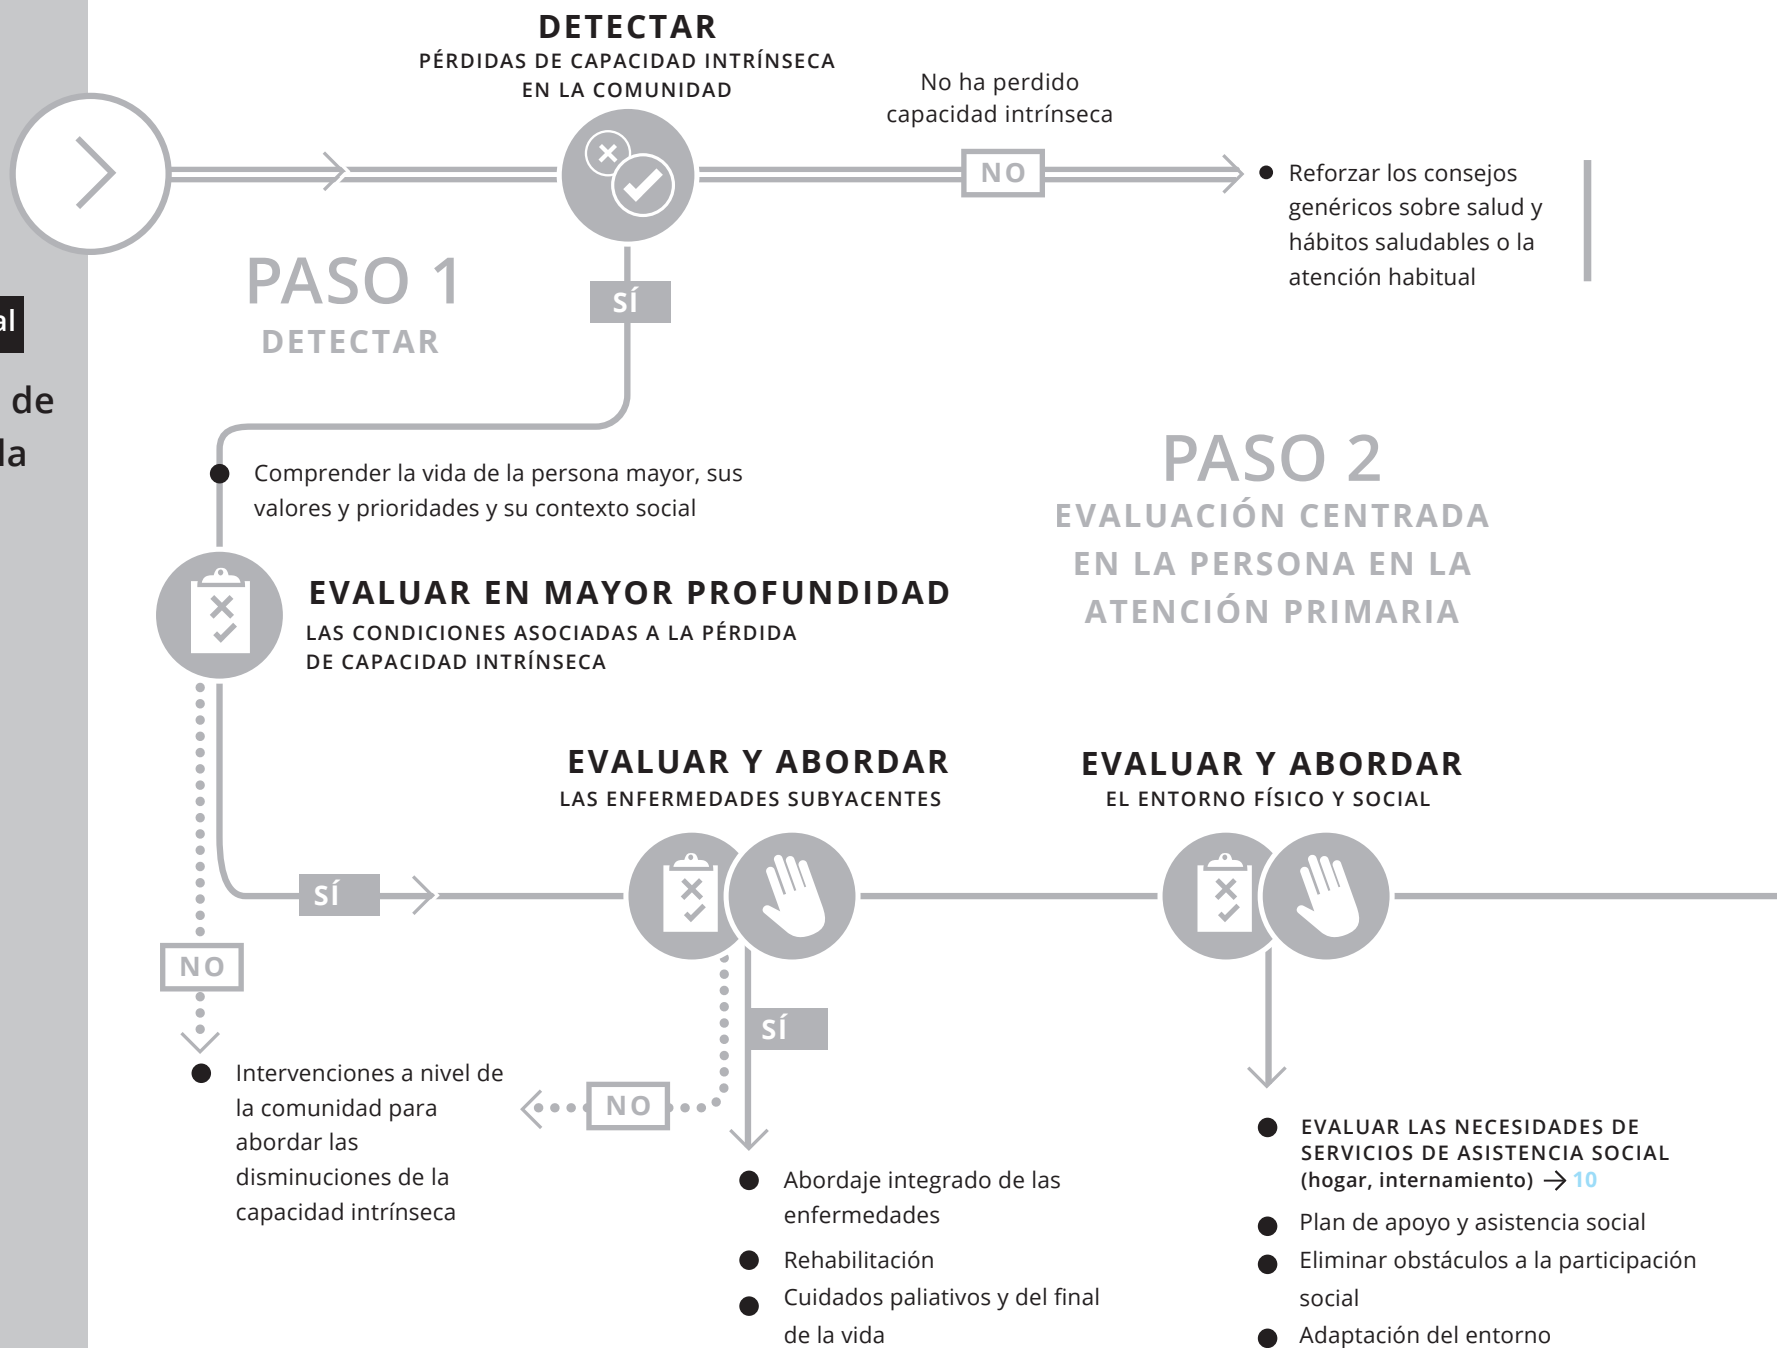 DETECTAR
PÉRDIDAS DE CAPACIDAD INTRÍNSECA
EN LA COMUNIDAD
No ha perdido
capacidad intrínseca
NO
Reforzar los consejos
genéricos sobre salud y
hábitos saludables o la
atención habitual
PASO 1
DETECTAR
SÍ
al
de
la
Comprender la vida de la persona mayor, sus
valores y prioridades y su contexto social
PASO 2
EVALUACIÓN CENTRADA
EN LA PERSONA EN LA
ATENCIÓN PRIMARIA
EVALUAR EN MAYOR PROFUNDIDAD
LAS CONDICIONES ASOCIADAS A LA PÉRDIDA
DE CAPACIDAD INTRÍNSECA
EVALUAR Y ABORDAR
LAS ENFERMEDADES SUBYACENTES
EVALUAR Y ABORDAR
EL ENTORNO FÍSICO Y SOCIAL
SÍ
NO
Intervenciones a nivel de
la comunidad para
abordar las
disminuciones de la
capacidad intrínseca
SÍ
NO
Abordaje integrado de las
enfermedades
Rehabilitación
Cuidados paliativos y del final
de la vida
EVALUAR LAS NECESIDADES DE
SERVICIOS DE ASISTENCIA SOCIAL
(hogar, internamiento) → 10
Plan de apoyo y asistencia social
Eliminar obstáculos a la participación
social
Adaptación del entorno